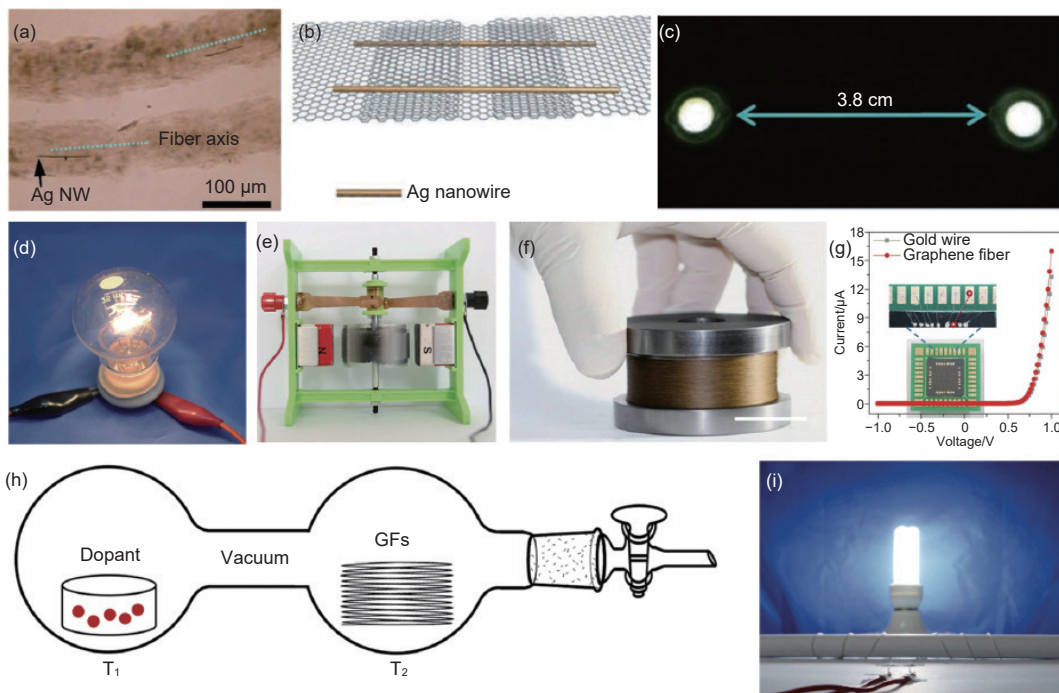 (a)
Fiber axis
Ag NW
100 μm
(b)
Ag nanowire
(c)
3.8 cm
(d)
(e)
N
S
(f)
(g)
Gold wire
Graphene fiber
Current/μA
18
15
12
9
6
3
0
−1.0
−0.5
0
0.5
1.0
Voltage/V
(h)
Dopant
Vacuum
GFs
T₁
T₂
(i)